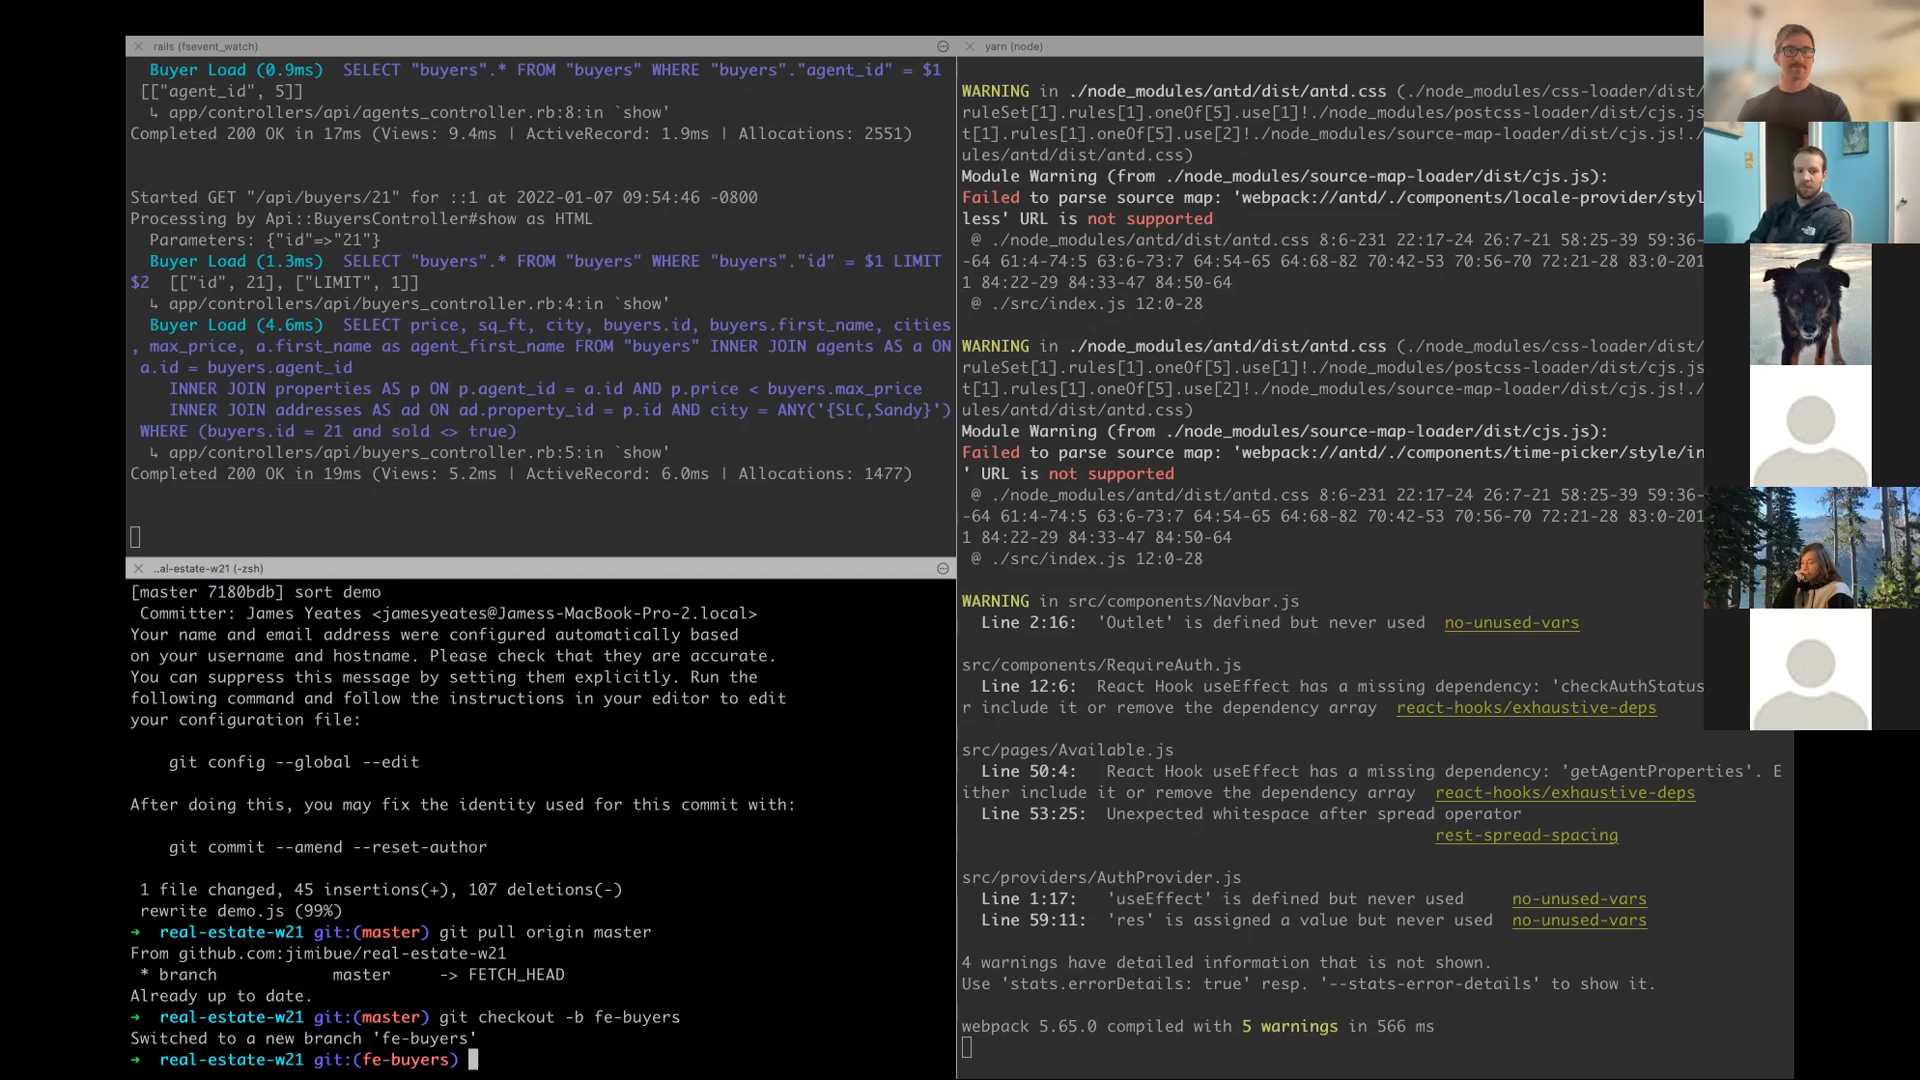 rails (fsevent_watch)
Buyer Load (0.9ms)  SELECT "buyers".* FROM "buyers" WHERE "buyers"."agent_id" = $1
[["agent_id", 5]]
↳ app/controllers/api/agents_controller.rb:8:in `show'
Completed 200 OK in 17ms (Views: 9.4ms | ActiveRecord: 1.9ms | Allocations: 2551)
Started GET "/api/buyers/21" for ::1 at 2022-01-07 09:54:46 -0800
Processing by Api::BuyersController#show as HTML
Parameters: {"id"=>"21"}
Buyer Load (1.3ms)  SELECT "buyers".* FROM "buyers" WHERE "buyers"."id" = $1 LIMIT
$2  [["id", 21], ["LIMIT", 1]]
↳ app/controllers/api/buyers_controller.rb:4:in `show'
Buyer Load (4.6ms)  SELECT price, sq_ft, city, buyers.id, buyers.first_name, cities
, max_price, a.first_name as agent_first_name FROM "buyers" INNER JOIN agents AS a ON
a.id = buyers.agent_id
INNER JOIN properties AS p ON p.agent_id = a.id AND p.price < buyers.max_price
INNER JOIN addresses AS ad ON ad.property_id = p.id AND city = ANY('{SLC,Sandy}')
WHERE (buyers.id = 21 and sold <> true)
↳ app/controllers/api/buyers_controller.rb:5:in `show'
Completed 200 OK in 19ms (Views: 5.2ms | ActiveRecord: 6.0ms | Allocations: 1477)
..al-estate-w21 (-zsh)
[master 7180bdb] sort demo
Committer: James Yeates <jamesyeates@Jamess-MacBook-Pro-2.local>
Your name and email address were configured automatically based
on your username and hostname. Please check that they are accurate.
You can suppress this message by setting them explicitly. Run the
following command and follow the instructions in your editor to edit
your configuration file:
git config --global --edit
After doing this, you may fix the identity used for this commit with:
git commit --amend --reset-author
1 file changed, 45 insertions(+), 107 deletions(-)
rewrite demo.js (99%)
→ real-estate-w21 git:(master) git pull origin master
From github.com:jimibue/real-estate-w21
* branch            master     -> FETCH_HEAD
Already up to date.
→ real-estate-w21 git:(master) git checkout -b fe-buyers
Switched to a new branch 'fe-buyers'
→ real-estate-w21 git:(fe-buyers)
yarn (node)
WARNING in ./node_modules/antd/dist/antd.css (./node_modules/css-loader/dist/
ruleSet[1].rules[1].oneOf[5].use[1]!./node_modules/postcss-loader/dist/cjs.js
t[1].rules[1].oneOf[5].use[2]!./node_modules/source-map-loader/dist/cjs.js!./
ules/antd/dist/antd.css)
Module Warning (from ./node_modules/source-map-loader/dist/cjs.js):
Failed to parse source map: 'webpack://antd/./components/locale-provider/styl
less' URL is not supported
@ ./node_modules/antd/dist/antd.css 8:6-231 22:17-24 26:7-21 58:25-39 59:36-
-64 61:4-74:5 63:6-73:7 64:54-65 64:68-82 70:42-53 70:56-70 72:21-28 83:0-201
1 84:22-29 84:33-47 84:50-64
@ ./src/index.js 12:0-28
WARNING in ./node_modules/antd/dist/antd.css (./node_modules/css-loader/dist/
ruleSet[1].rules[1].oneOf[5].use[1]!./node_modules/postcss-loader/dist/cjs.js
t[1].rules[1].oneOf[5].use[2]!./node_modules/source-map-loader/dist/cjs.js!./
ules/antd/dist/antd.css)
Module Warning (from ./node_modules/source-map-loader/dist/cjs.js):
Failed to parse source map: 'webpack://antd/./components/time-picker/style/in
' URL is not supported
@ ./node_modules/antd/dist/antd.css 8:6-231 22:17-24 26:7-21 58:25-39 59:36-
-64 61:4-74:5 63:6-73:7 64:54-65 64:68-82 70:42-53 70:56-70 72:21-28 83:0-201
1 84:22-29 84:33-47 84:50-64
@ ./src/index.js 12:0-28
WARNING in src/components/Navbar.js
Line 2:16:  'Outlet' is defined but never used  no-unused-vars
src/components/RequireAuth.js
Line 12:6:  React Hook useEffect has a missing dependency: 'checkAuthStatus
r include it or remove the dependency array  react-hooks/exhaustive-deps
src/pages/Available.js
Line 50:4:   React Hook useEffect has a missing dependency: 'getAgentProperties'. E
ither include it or remove the dependency array  react-hooks/exhaustive-deps
Line 53:25:  Unexpected whitespace after spread operator
rest-spread-spacing
src/providers/AuthProvider.js
Line 1:17:   'useEffect' is defined but never used     no-unused-vars
Line 59:11:  'res' is assigned a value but never used  no-unused-vars
4 warnings have detailed information that is not shown.
Use 'stats.errorDetails: true' resp. '--stats-error-details' to show it.
webpack 5.65.0 compiled with 5 warnings in 566 ms